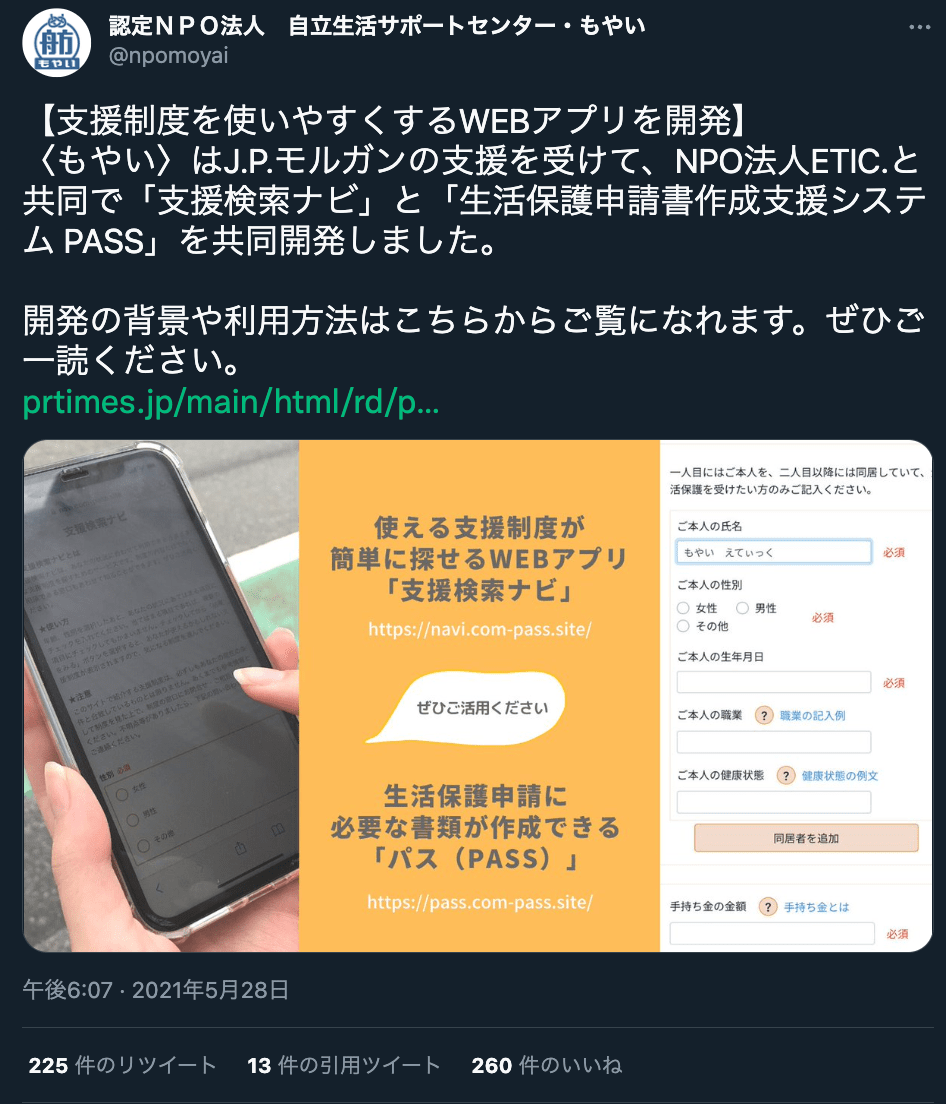 認定ＮＰＯ法人　自立生活サポートセンター・もやい
@npomoyai
【支援制度を使いやすくするWEBアプリを開発】
〈もやい〉はJ.P.モルガンの支援を受けて、NPO法人ETIC.と
共同で「支援検索ナビ」と「生活保護申請書作成支援システ
ム PASS」を共同開発しました。
開発の背景や利用方法はこちらからご覧になれます。ぜひご
一読ください。
prtimes.jp/main/html/rd/p...
舫
もやい
支援検索ナビ
★使い方
★注意
性別 必須
女性
男性
その他
使える支援制度が
簡単に探せるWEBアプリ
「支援検索ナビ」
https://navi.com-pass.site/
ぜひご活用ください
生活保護申請に
必要な書類が作成できる
「パス（PASS）」
https://pass.com-pass.site/
一人目にはご本人を、二人目以降には同居していて、
活保護を受けたい方のみご記入ください。
ご本人の氏名
もやい　えてぃっく 必須
ご本人の性別
女性 男性
その他 必須
ご本人の生年月日
必須
ご本人の職業 ? 職業の記入例
ご本人の健康状態 ? 健康状態の例文
同居者を追加
手持ち金の金額 ? 手持ち金とは
必須
午後6:07 · 2021年5月28日
225 件のリツイート 13 件の引用ツイート 260 件のいいね